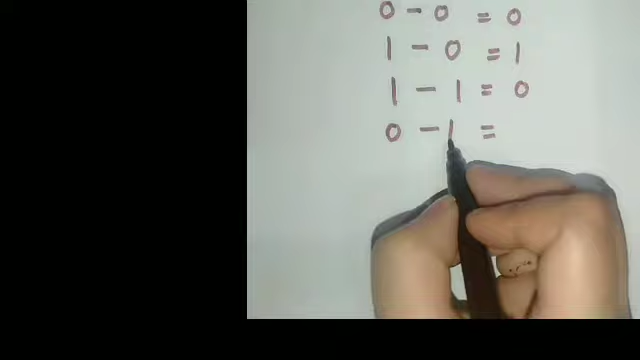 0 - 0 = 0
1 - 0 = 1
1 - 1 = 0
0 - 1 =